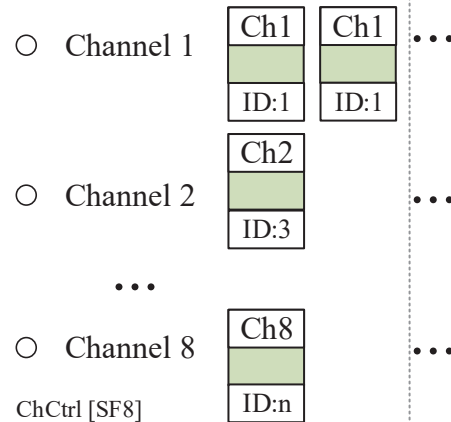 Ch1 Ch1
Channel 1 •••
ID:1 ID:1
Ch2
Channel 2 •••
ID:3
•••
Ch8
Channel 8 •••
ID:n
ChCtrl [SF8]